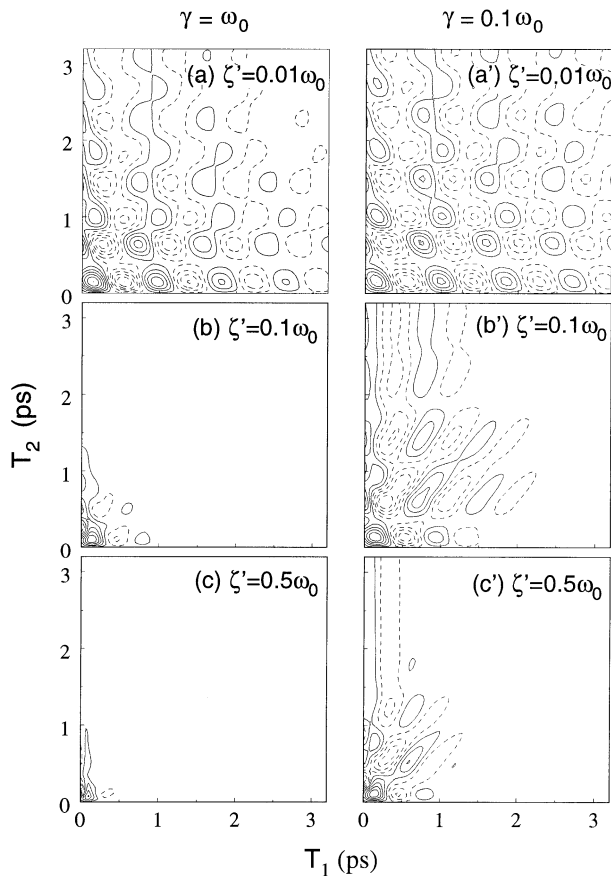 γ = ω₀ γ = 0.1ω₀
(a) ζ'=0.01ω₀ (a') ζ'=0.01ω₀
3
2
1
0
(b) ζ'=0.1ω₀ (b') ζ'=0.1ω₀
3
2
1
0
(c) ζ'=0.5ω₀ (c') ζ'=0.5ω₀
3
2
1
0
T₂ (ps)
0 1 2 3 0 1 2 3
T₁ (ps)